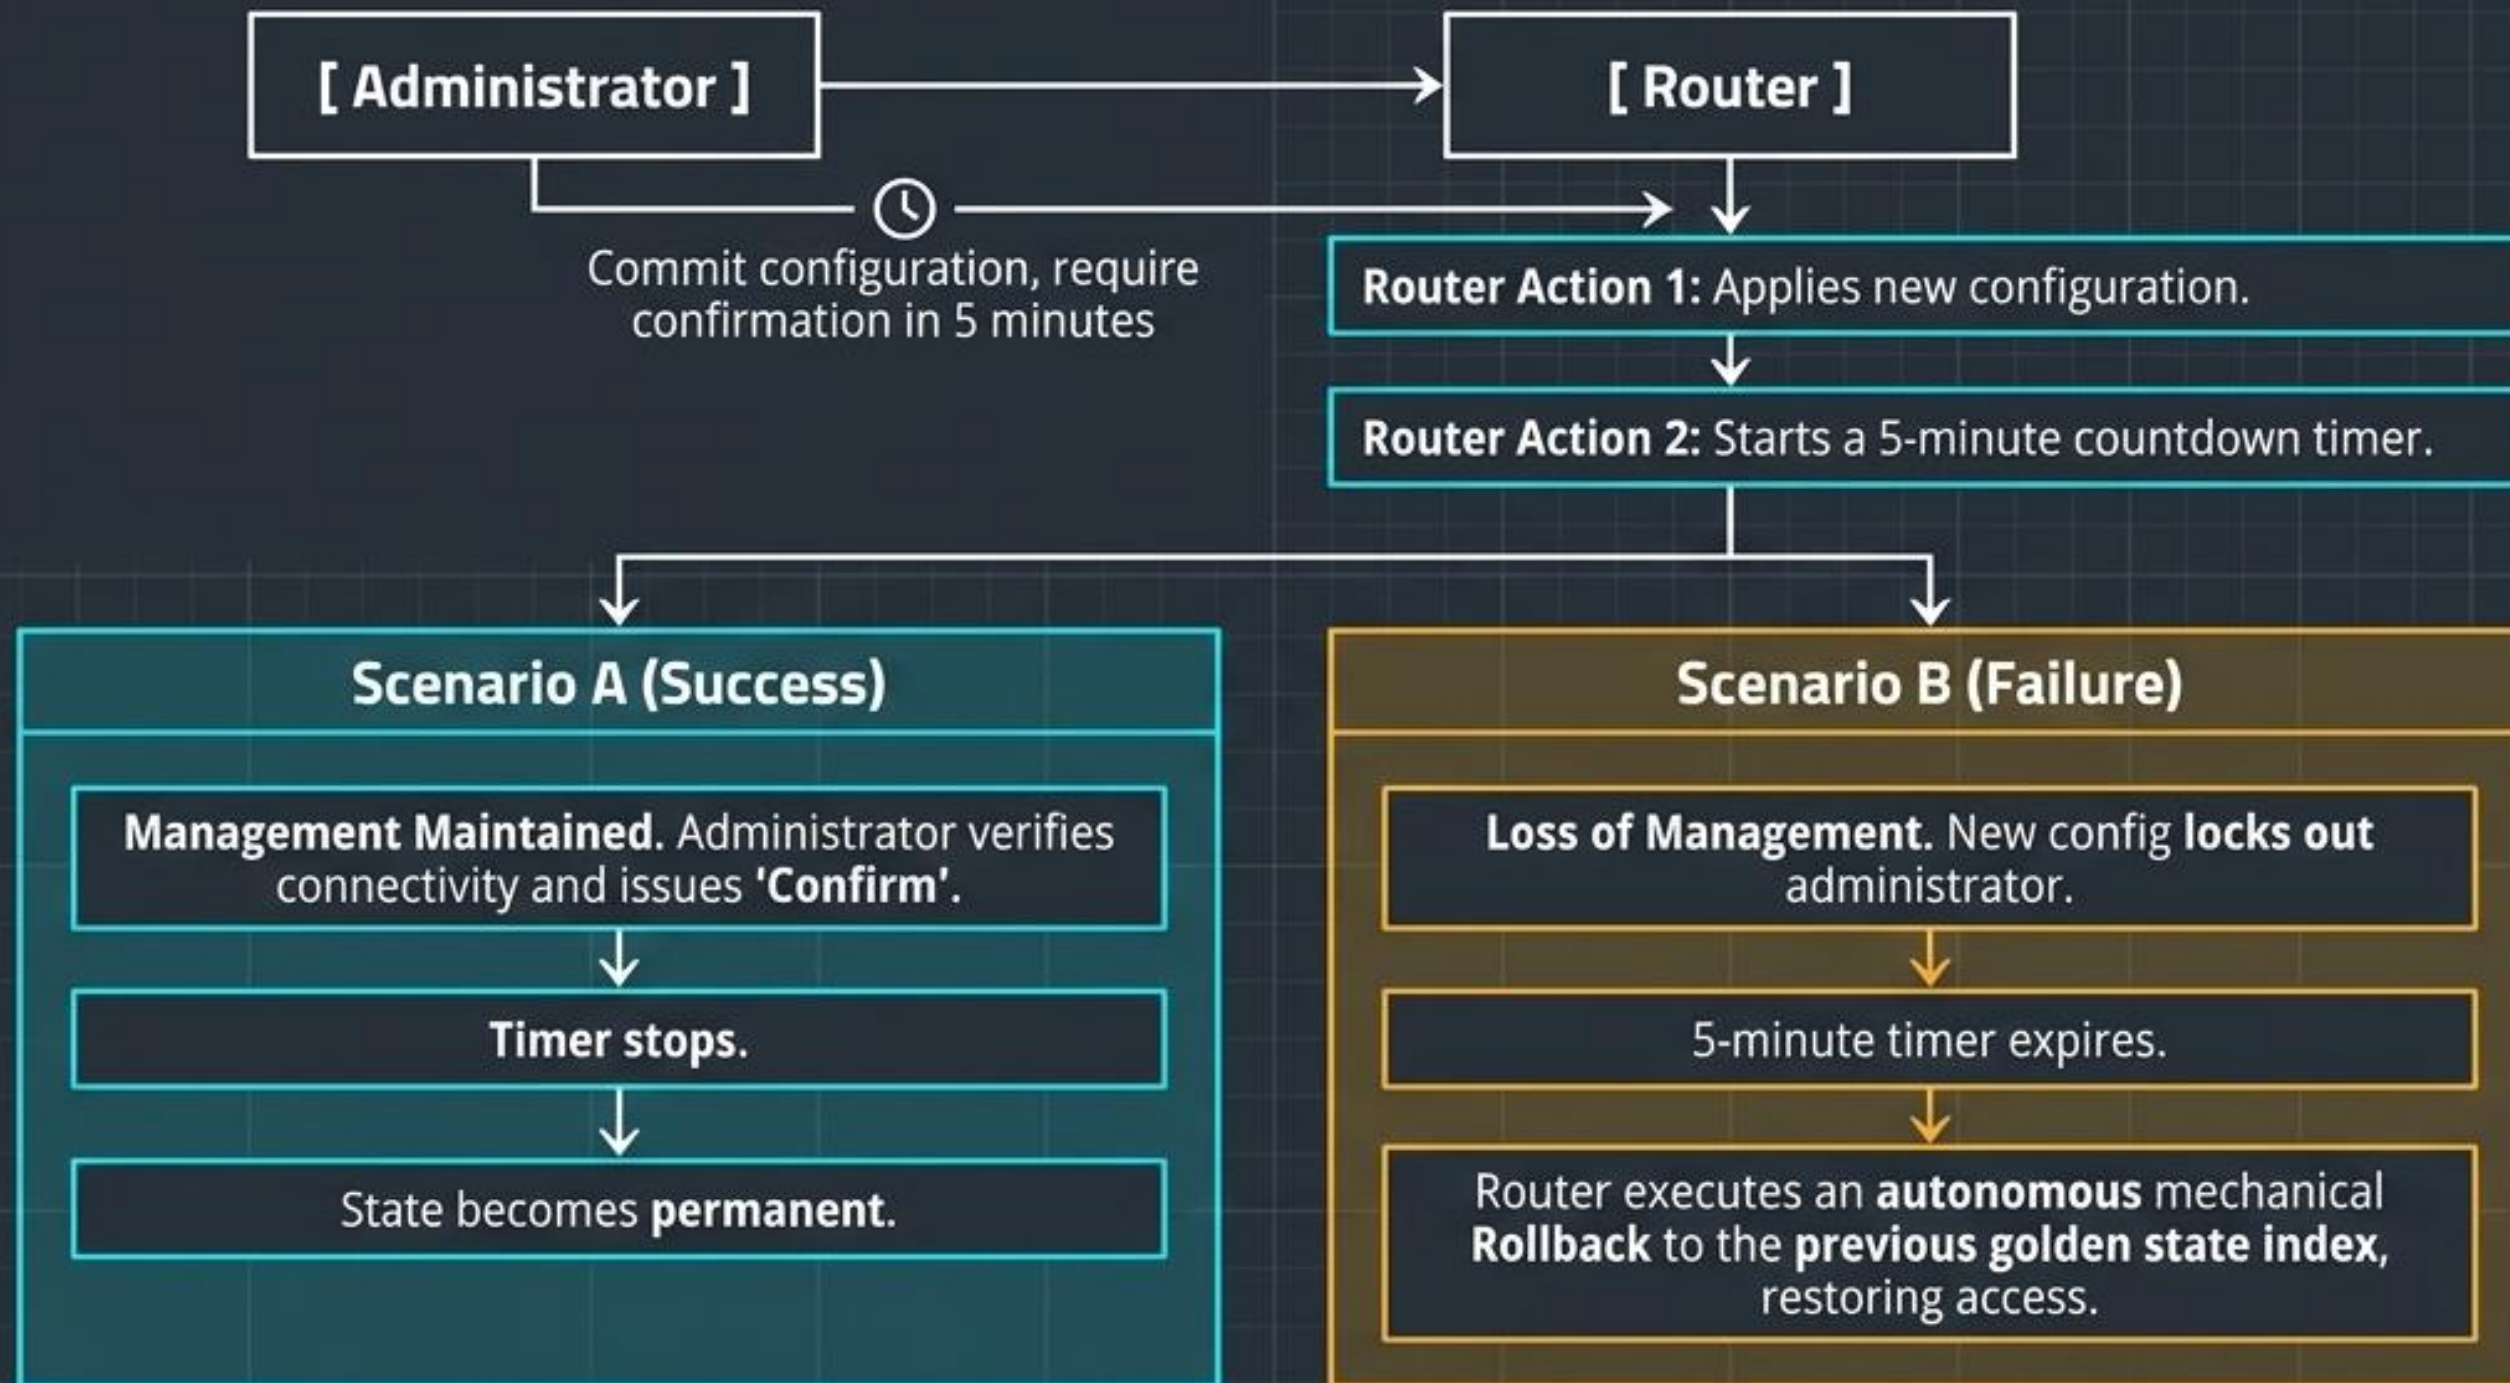 [ Administrator ]
[ Router ]
Commit configuration, require
confirmation in 5 minutes
Router Action 1: Applies new configuration.
Router Action 2: Starts a 5-minute countdown timer.
Scenario A (Success)
Management Maintained. Administrator verifies
connectivity and issues 'Confirm'.
Timer stops.
State becomes permanent.
Scenario B (Failure)
Loss of Management. New config locks out
administrator.
5-minute timer expires.
Router executes an autonomous mechanical
Rollback to the previous golden state index,
restoring access.